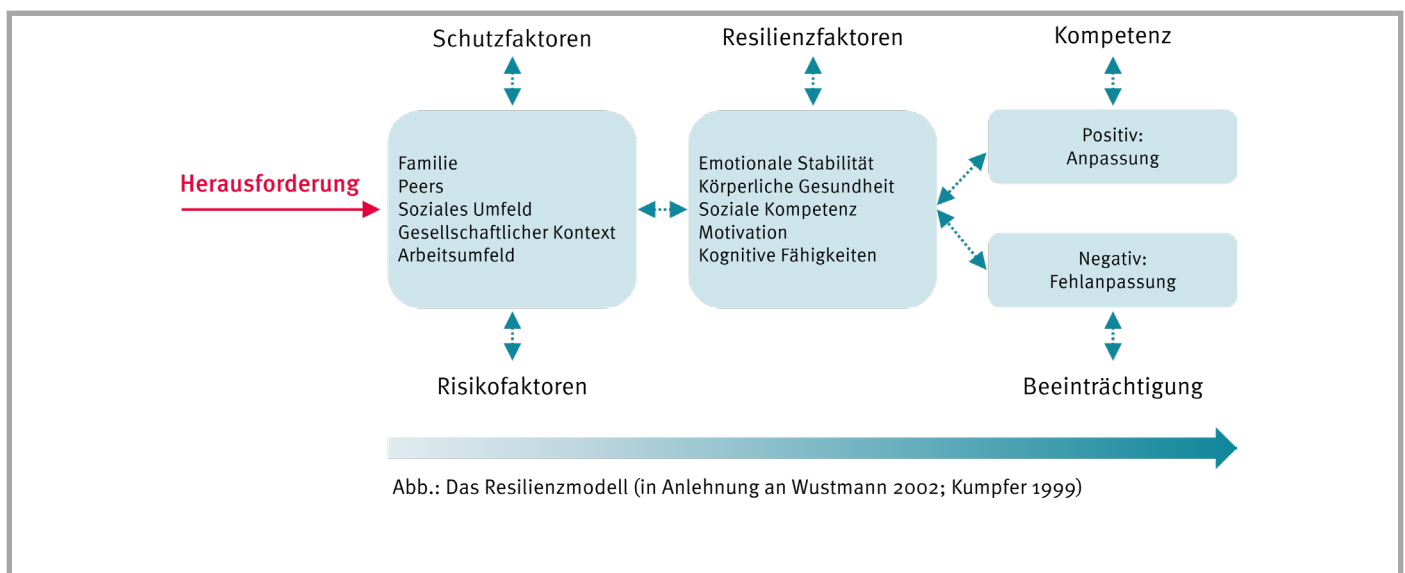 Schutzfaktoren
Resilienzfaktoren
Kompetenz
Herausforderung
Familie
Peers
Soziales Umfeld
Gesellschaftlicher Kontext
Arbeitsumfeld
Emotionale Stabilität
Körperliche Gesundheit
Soziale Kompetenz
Motivation
Kognitive Fähigkeiten
Positiv:
Anpassung
Negativ:
Fehlanpassung
Risikofaktoren
Beeinträchtigung
Abb.: Das Resilienzmodell (in Anlehnung an Wustmann 2002; Kumpfer 1999)